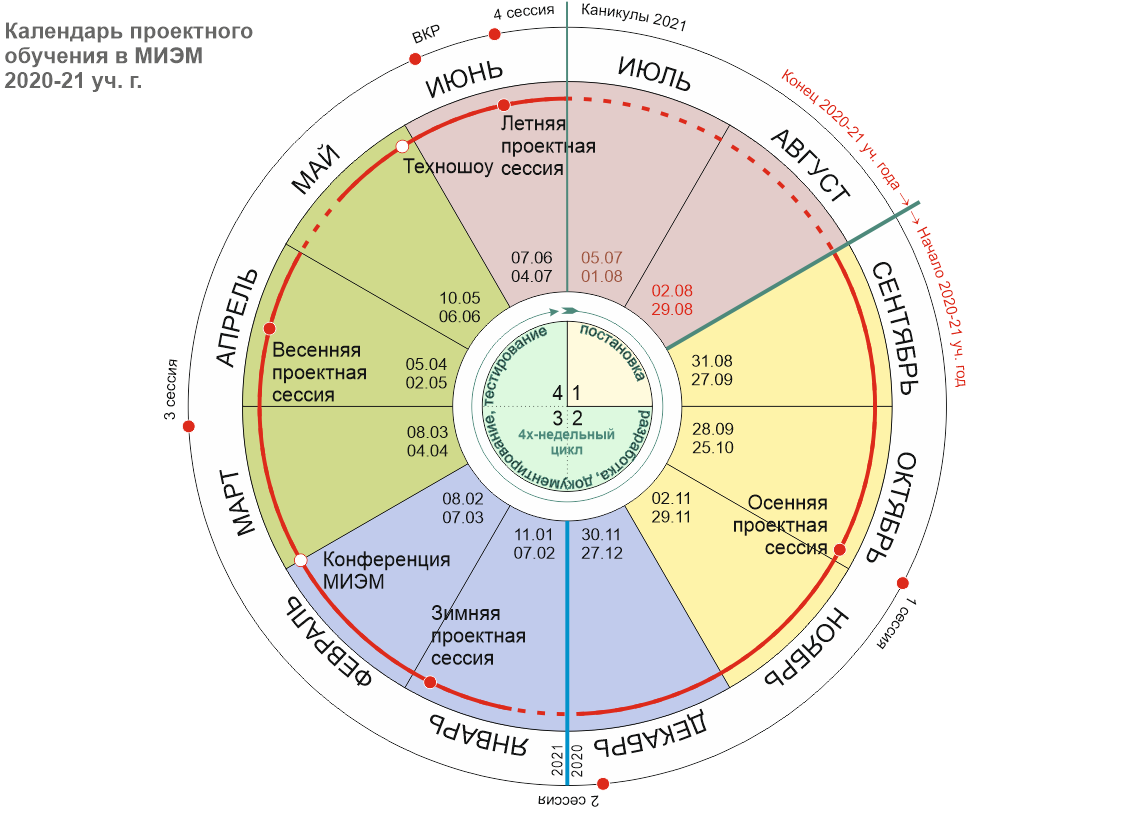 Календарь проектного
обучения в МИЭМ
2020-21 уч. г.
4 сессия
Каникулы 2021
ВКР
ИЮНЬ
ИЮЛЬ
Конец 2020-21 уч. года →
→ Начало 2020-21 уч. год
МАЙ
АВГУСТ
Летняя
проектная
сессия
Техношоу
07.06
04.07
05.07
01.08
АПРЕЛЬ
СЕНТЯБРЬ
10.05
06.06
02.08
29.08
Весенняя
проектная
сессия
05.04
02.05
31.08
27.09
3 сессия
постановка
разработка, документирование, тестирование
4
1
3
2
4х-недельный
цикл
08.03
04.04
28.09
25.10
МАРТ
ОКТЯБРЬ
08.02
07.03
02.11
29.11
Осенняя
проектная
сессия
11.01
07.02
30.11
27.12
Конференция
МИЭМ
Зимняя
проектная
сессия
1 сессия
ФЕВРАЛЬ
НОЯБРЬ
ЯНВАРЬ
ДЕКАБРЬ
2021
2020
2 сессия